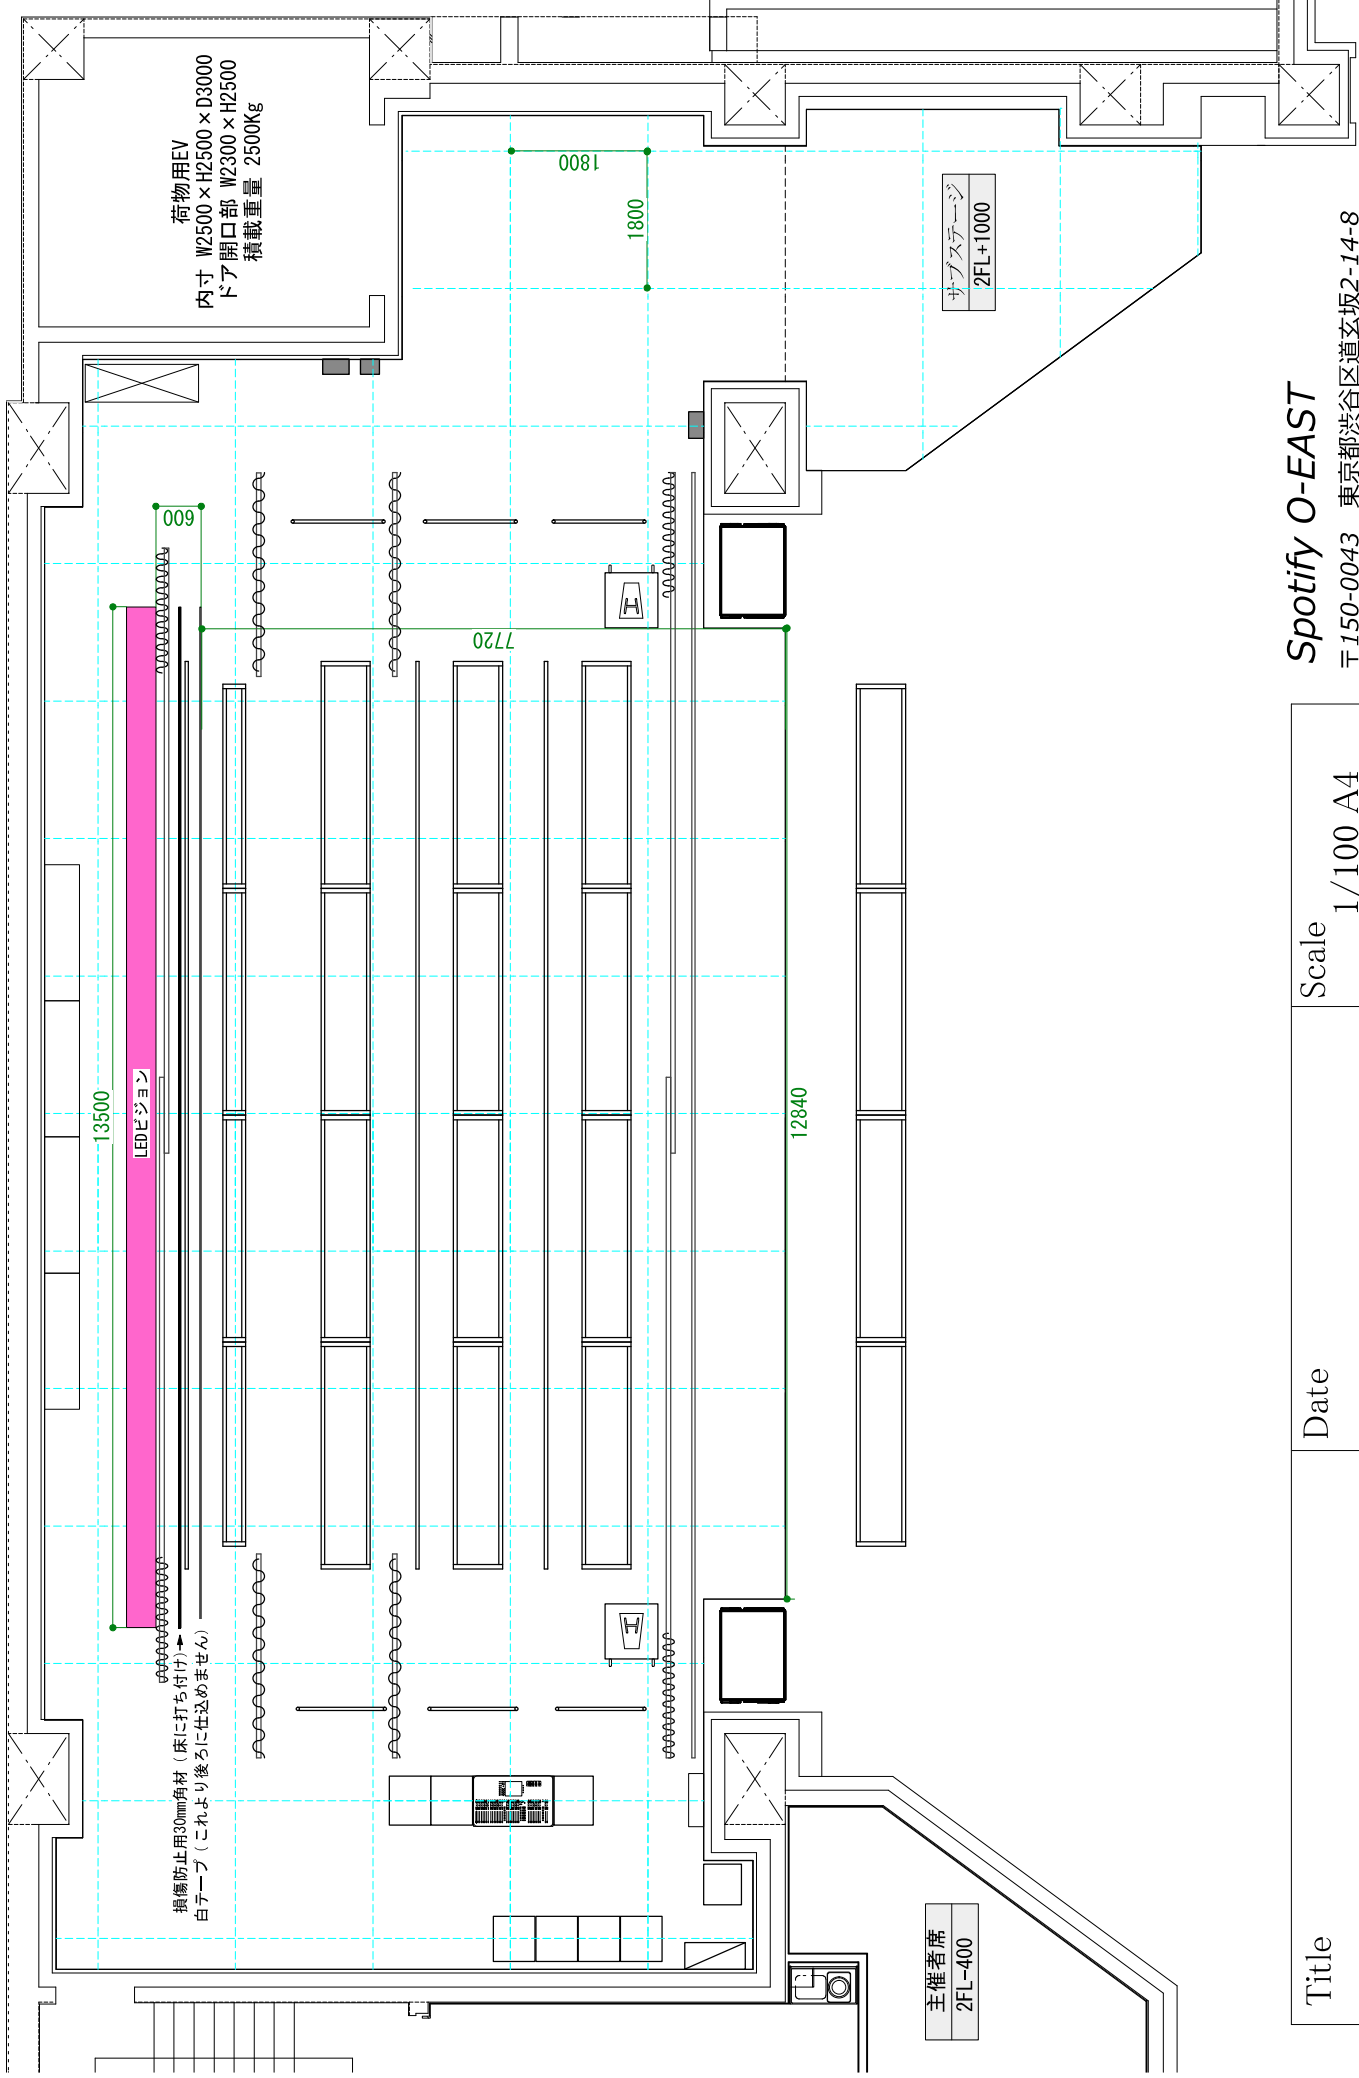 荷物用EV
内寸 W2500×H2500×D3000
ドア開口部 W2300×H2500
積載重量 2500Kg
1800
1800
サブステージ
2FL+1000
600
7720
13500
LEDビジョン
12840
損傷防止用30mm角材(床に打ち付け)
白テープ(これより後ろに仕込めません)
H
H
主催者席
2FL-400
Title
Date
Scale
1/100 A4
Spotify O-EAST
〒150-0043 東京都渋谷区道玄坂2-14-8